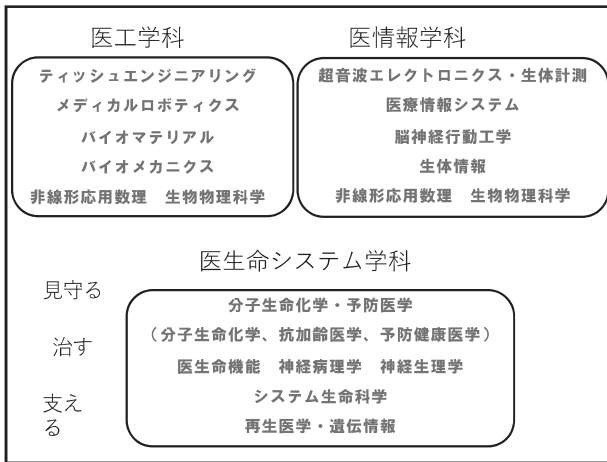 医工学科
ティッシュエンジニアリング
メディカルロボティクス
バイオマテリアル
バイオメカニクス
非線形応用数理　生物物理科学
医情報学科
超音波エレクトロニクス・生体計測
医療情報システム
脳神経行動工学
生体情報
非線形応用数理　生物物理科学
医生命システム学科
見守る
治す
支え
る
分子生命化学・予防医学
（分子生命化学、抗加齢医学、予防健康医学）
医生命機能　神経病理学　神経生理学
システム生命科学
再生医学・遺伝情報